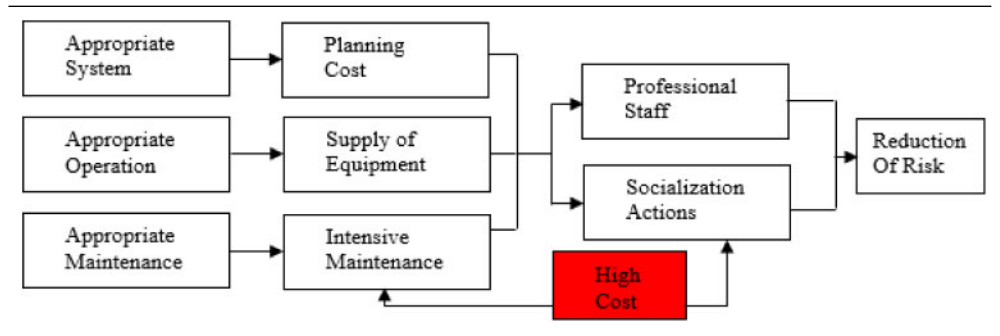 Appropriate
System
Planning
Cost
Appropriate
Operation
Supply of
Equipment
Appropriate
Maintenance
Intensive
Maintenance
Professional
Staff
Socialization
Actions
High
Cost
Reduction
Of Risk